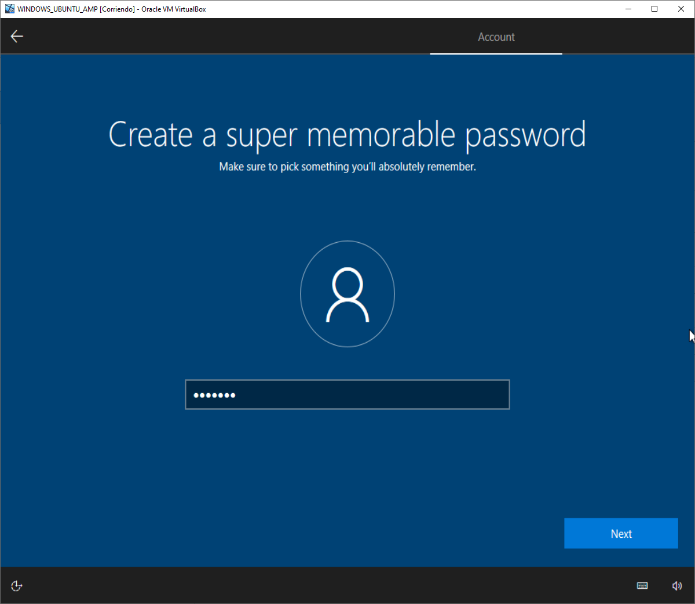 WINDOWS_UBUNTU_AMP [Corriendo] - Oracle VM VirtualBox
Account
Create a super memorable password
Make sure to pick something you'll absolutely remember.
•••••••
Next